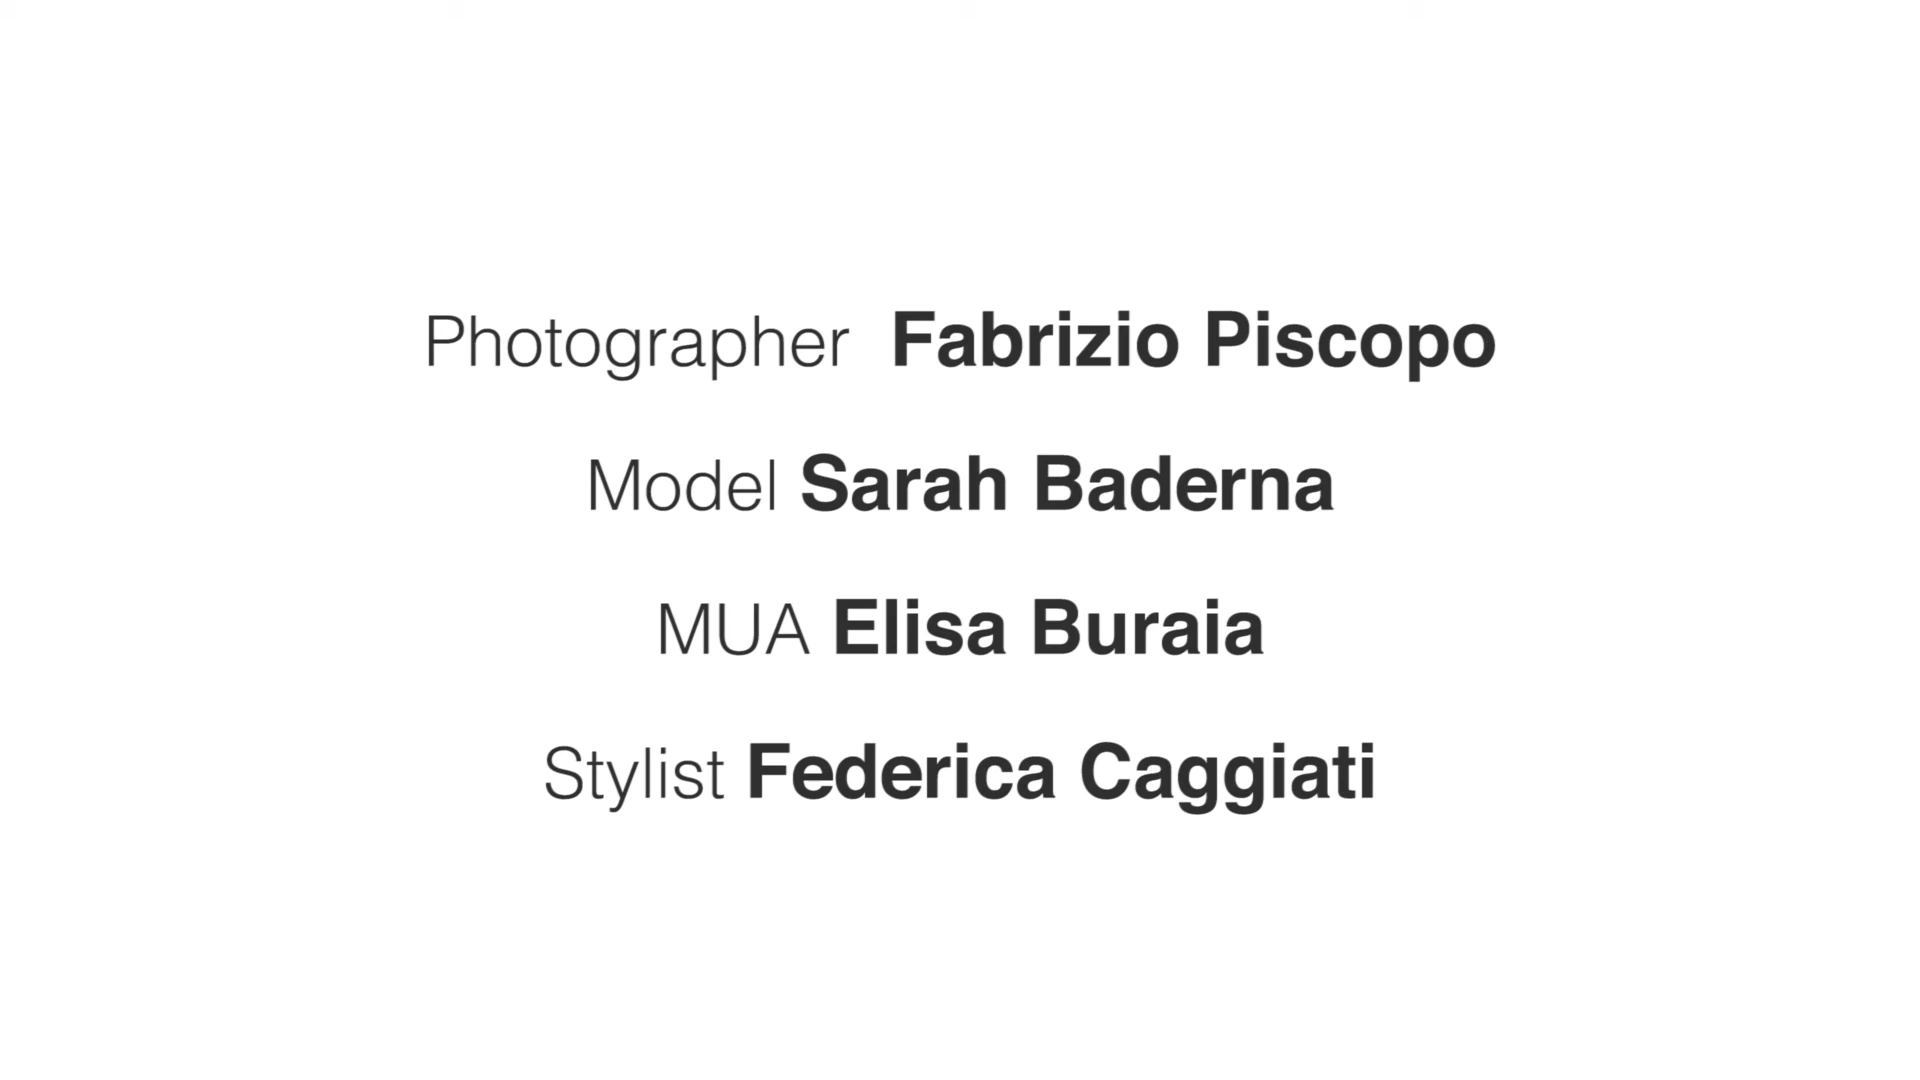 Photographer Fabrizio Piscopo
Model Sarah Baderna
MUA Elisa Buraia
Stylist Federica Caggiati